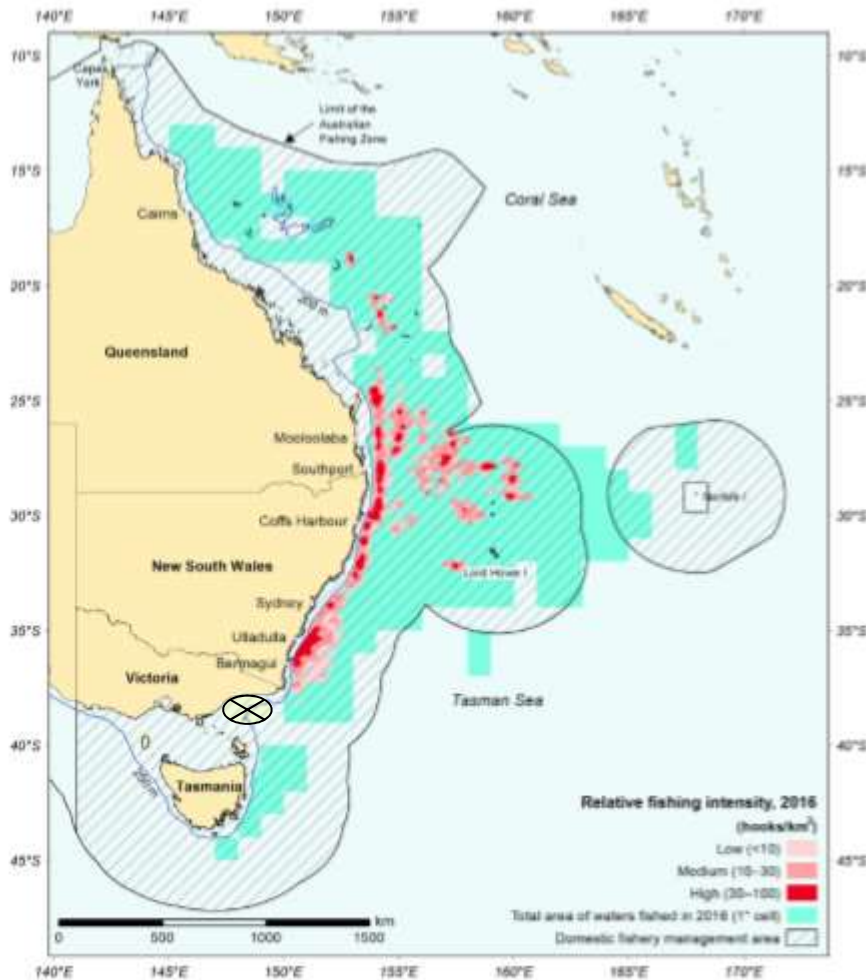 140°E 145°E 150°E 155°E 160°E 165°E 170°E
10°S 10°S
Cape
York
Limit of the
Australian
Fishing Zone
15°S 15°S
Coral Sea
Cairns
20°S 20°S
200 m
Queensland
25°S 25°S
Mooloolaba
Southport
Norfolk I
30°S 30°S
Coffs Harbour
New South Wales
Lord Howe I
Sydney
35°S 35°S
Ulladulla
Bermagui
Victoria
Tasman Sea
40°S 40°S
200 m
Tasmania
Relative fishing intensity, 2016
(hooks/km²)
Low (<10)
45°S 45°S
Medium (10–30)
High (30–100)
Total area of waters fished in 2016 (1° cell)
km
Domestic fishery management area
0 500 1000 1500
140°E 145°E 150°E 155°E 160°E 165°E 170°E